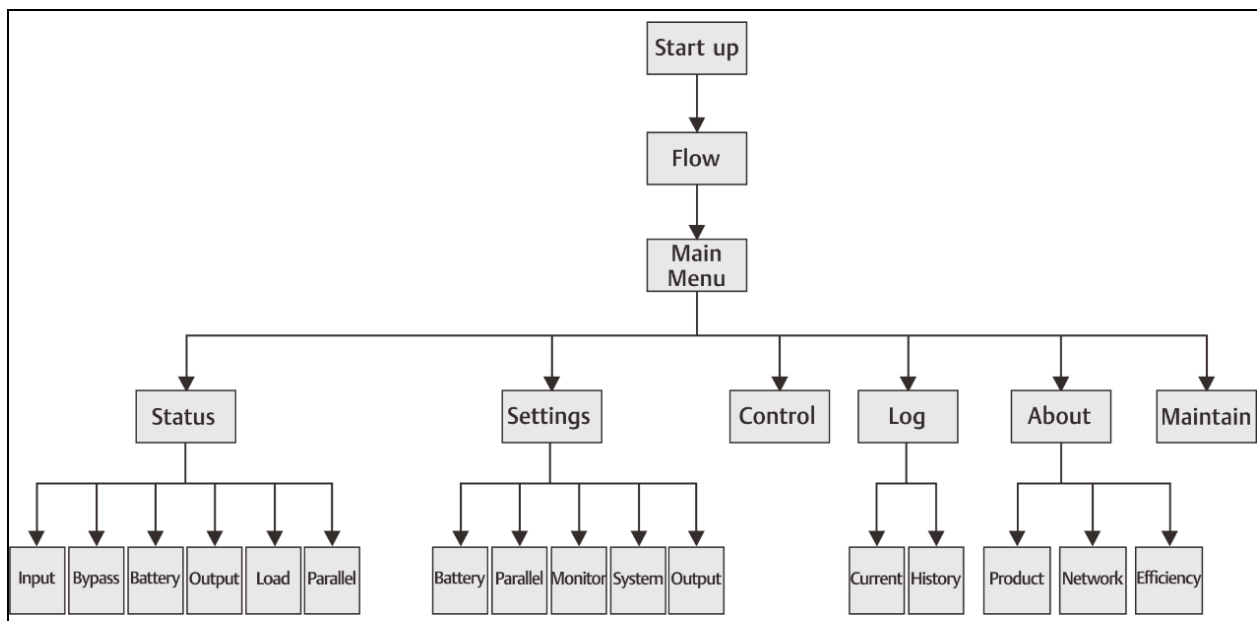 Start up
Flow
Main
Menu
Status
Settings
Control
Log
About
Maintain
Input
Bypass
Battery
Output
Load
Parallel
Battery
Parallel
Monitor
System
Output
Current
History
Product
Network
Efficiency